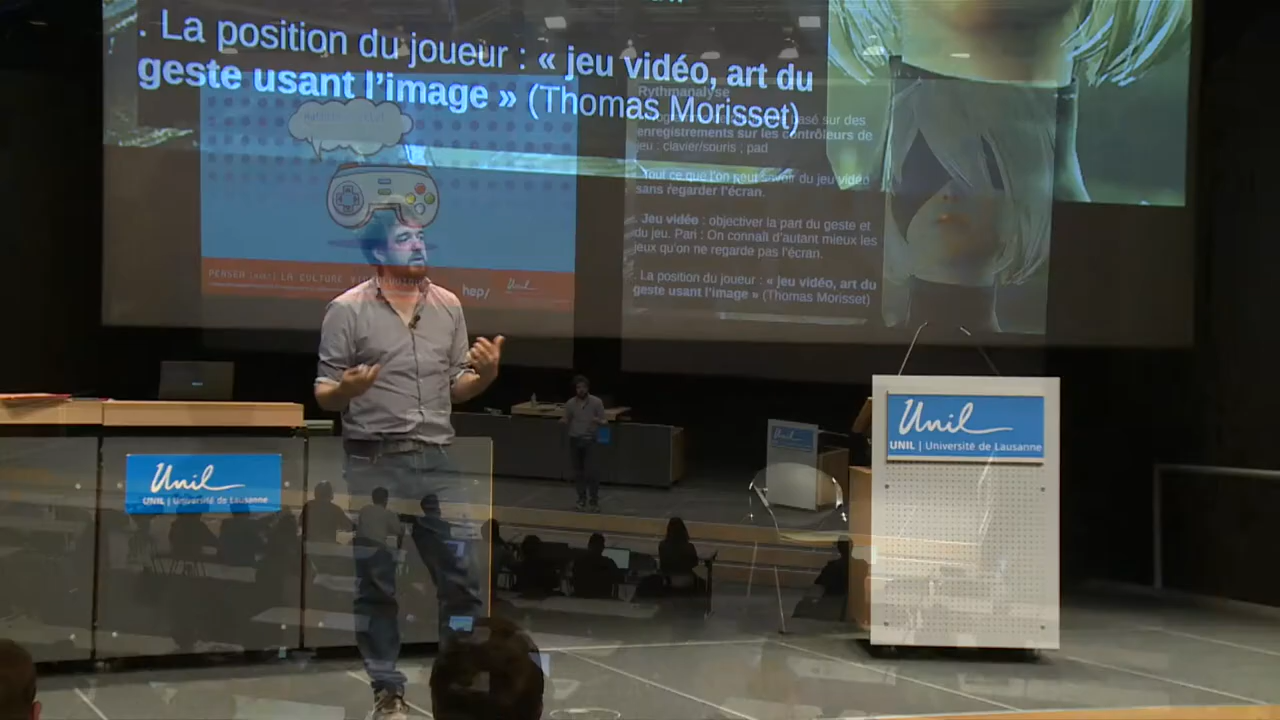 . La position du joueur : « jeu vidéo, art du
geste usant l'image » (Thomas Morisset)
Rythmanalyse
basé sur des
enregistrements sur les contrôleurs de
jeu : clavier/souris ; pad
Tout ce que l'on peut savoir du jeu vidéo
sans regarder l'écran.
. Jeu vidéo : objectiver la part du geste et
du jeu. Pari : On connaît d'autant mieux les
jeux qu'on ne regarde pas l'écran.
. La position du joueur : « jeu vidéo, art du
geste usant l'image » (Thomas Morisset)
PENSER LA CULTURE
hep/
Unil
Unil
UNIL | Université de Lausanne
Unil
UNIL | Université de Lausanne
Unil